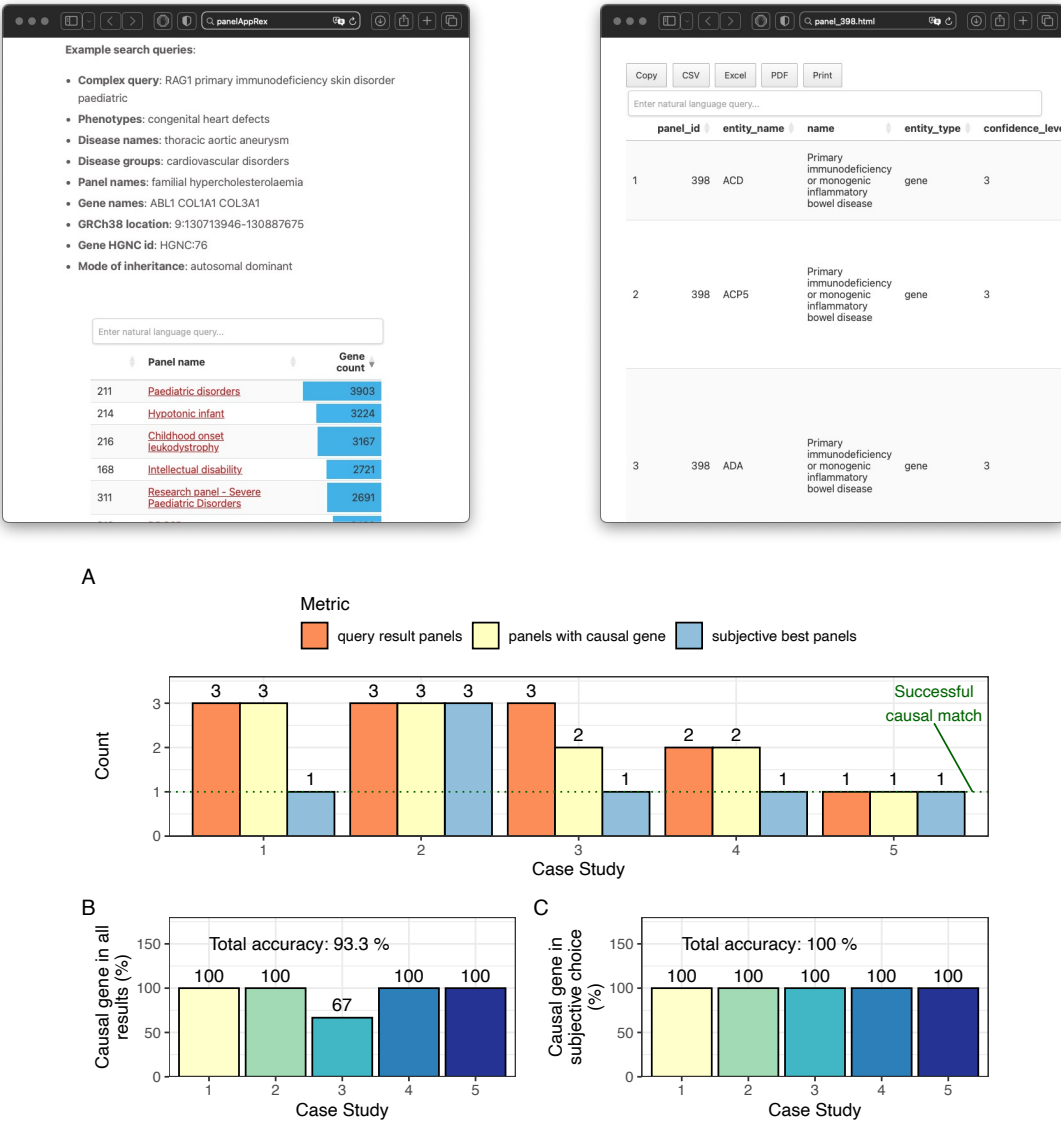 panelAppRex
Example search queries:
• Complex query: RAG1 primary immunodeficiency skin disorder
paediatric
• Phenotypes: congenital heart defects
• Disease names: thoracic aortic aneurysm
• Disease groups: cardiovascular disorders
• Panel names: familial hypercholesterolaemia
• Gene names: ABL1 COL1A1 COL3A1
• GRCh38 location: 9:130713946-130887675
• Gene HGNC id: HGNC:76
• Mode of inheritance: autosomal dominant
Enter natural language query...
Panel name Gene
count
211 Paediatric disorders 3903
214 Hypotonic infant 3224
216 Childhood onset
leukodystrophy 3167
168 Intellectual disability 2721
311 Research panel - Severe
Paediatric Disorders 2691
panel_398.html
Copy CSV Excel PDF Print
Enter natural language query...
panel_id entity_name name entity_type confidence_leve
1 398 ACD Primary
immunodeficiency
or monogenic
inflammatory
bowel disease gene 3
2 398 ACP5 Primary
immunodeficiency
or monogenic
inflammatory
bowel disease gene 3
3 398 ADA Primary
immunodeficiency
or monogenic
inflammatory
bowel disease gene 3
A
Metric
query result panels panels with causal gene subjective best panels
Count
3
2
1
0
3 3 1
3 3 3
3 2 1
2 2 1
1 1 1
Successful
causal match
1 2 3 4 5
Case Study
B
Causal gene in all
results (%)
150
100
50
0
Total accuracy: 93.3 %
100 100 67 100 100
1 2 3 4 5
Case Study
C
Causal gene in
subjective choice
(%)
150
100
50
0
Total accuracy: 100 %
100 100 100 100 100
1 2 3 4 5
Case Study